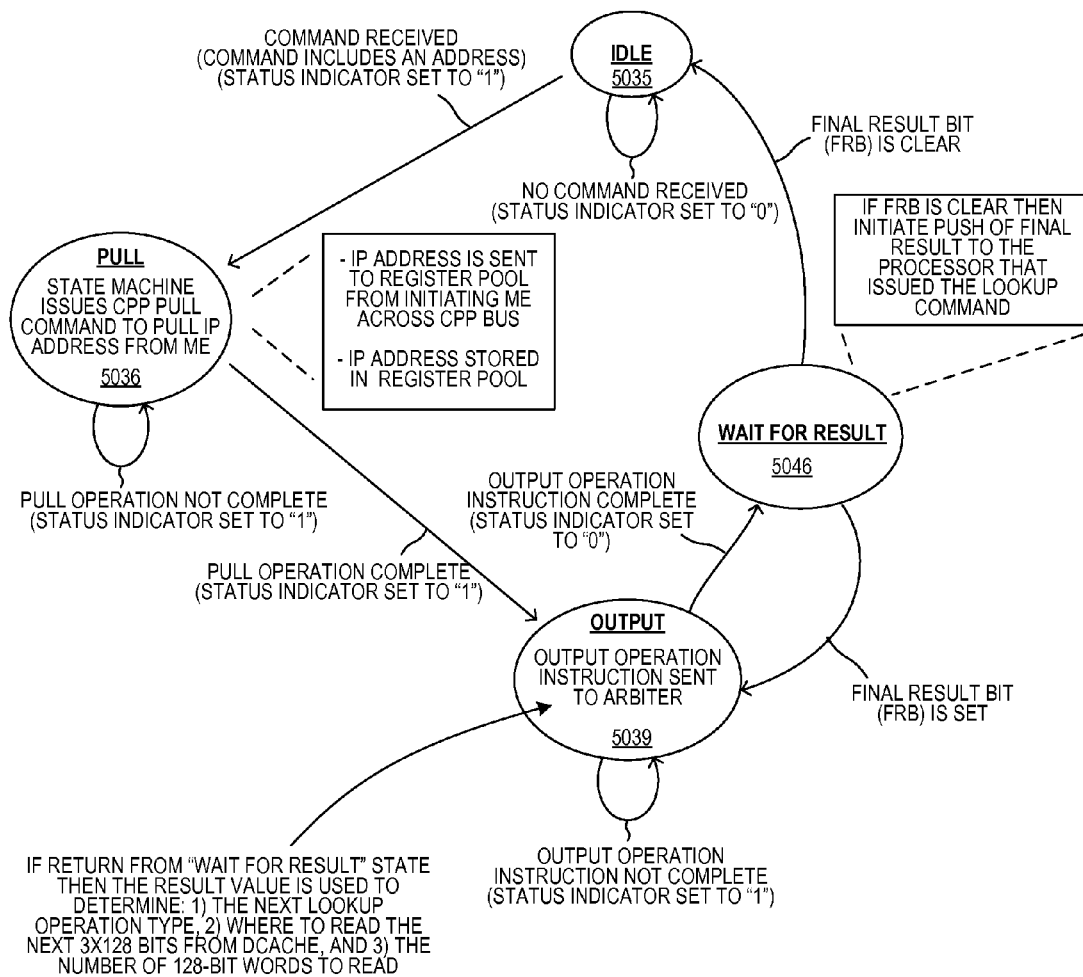 COMMAND RECEIVED
(COMMAND INCLUDES AN ADDRESS)
(STATUS INDICATOR SET TO “1”)
IDLE
5035
FINAL RESULT BIT
(FRB) IS CLEAR
NO COMMAND RECEIVED
(STATUS INDICATOR SET TO “0”)
IF FRB IS CLEAR THEN
INITIATE PUSH OF FINAL
RESULT TO THE
PROCESSOR THAT
ISSUED THE LOOKUP
COMMAND
PULL
STATE MACHINE
ISSUES CPP PULL
COMMAND TO PULL IP
ADDRESS FROM ME
5036
- IP ADDRESS IS SENT
TO REGISTER POOL
FROM INITIATING ME
ACROSS CPP BUS
- IP ADDRESS STORED
IN REGISTER POOL
WAIT FOR RESULT
5046
PULL OPERATION NOT COMPLETE
(STATUS INDICATOR SET TO “1”)
OUTPUT OPERATION
INSTRUCTION COMPLETE
(STATUS INDICATOR SET
TO “0”)
PULL OPERATION COMPLETE
(STATUS INDICATOR SET TO “1”)
OUTPUT
OUTPUT OPERATION
INSTRUCTION SENT
TO ARBITER
5039
FINAL RESULT BIT
(FRB) IS SET
IF RETURN FROM “WAIT FOR RESULT” STATE
THEN THE RESULT VALUE IS USED TO
DETERMINE: 1) THE NEXT LOOKUP
OPERATION TYPE, 2) WHERE TO READ THE
NEXT 3X128 BITS FROM DCACHE, AND 3) THE
NUMBER OF 128-BIT WORDS TO READ
OUTPUT OPERATION
INSTRUCTION NOT COMPLETE
(STATUS INDICATOR SET TO “1”)